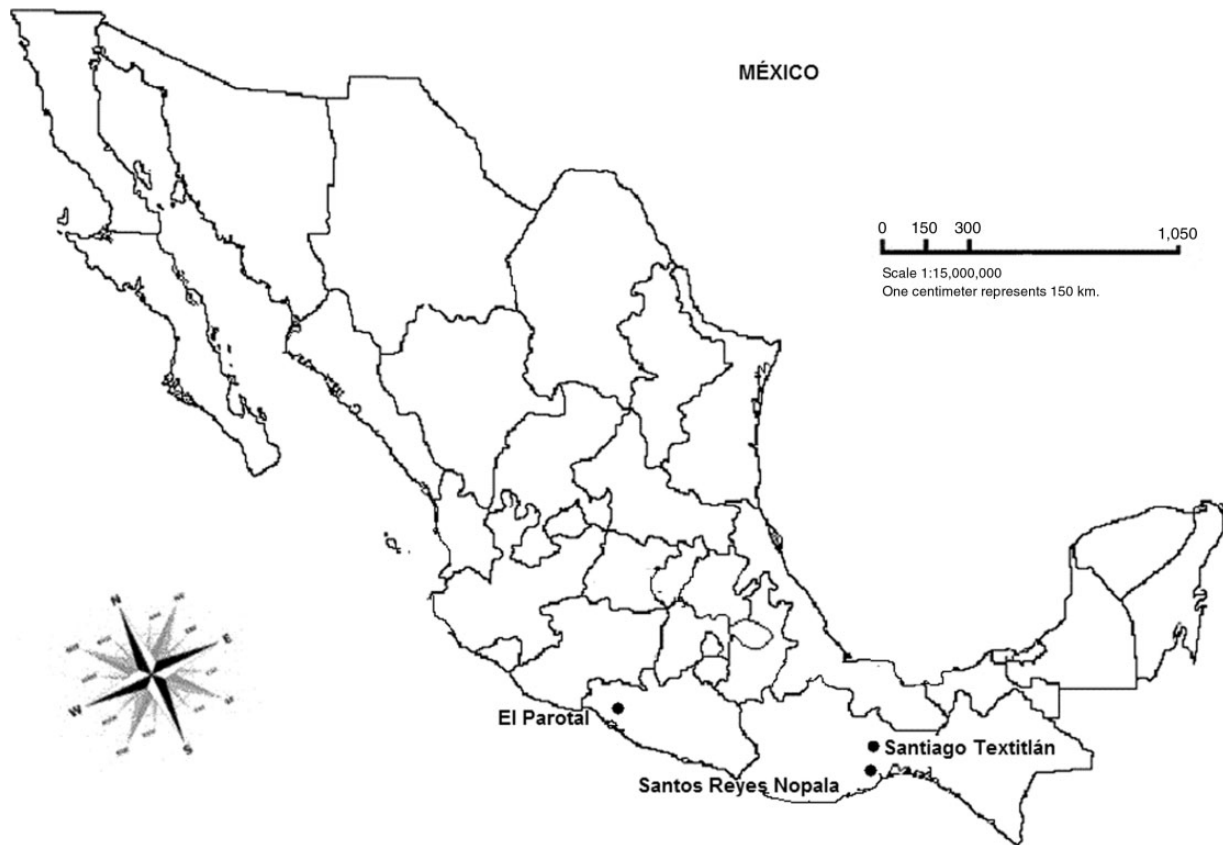 MÉXICO
0 150 300 1,050
Scale 1:15,000,000
One centimeter represents 150 km.
N
E
W
S
El Parotal
Santiago Textitlán
Santos Reyes Nopala